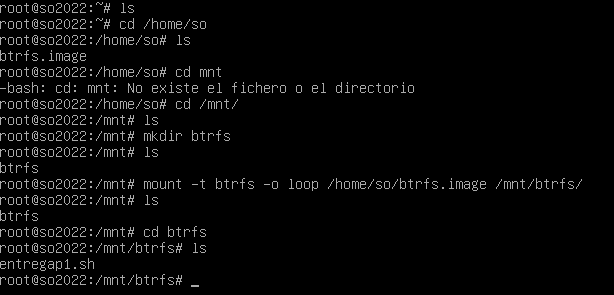 root@so2022:~# ls
root@so2022:~# cd /home/so
root@so2022:/home/so# ls
btrfs.image
root@so2022:/home/so# cd mnt
-bash: cd: mnt: No existe el fichero o el directorio
root@so2022:/home/so# cd /mnt/
root@so2022:/mnt# ls
root@so2022:/mnt# mkdir btrfs
root@so2022:/mnt# ls
btrfs
root@so2022:/mnt# mount -t btrfs -o loop /home/so/btrfs.image /mnt/btrfs/
root@so2022:/mnt# ls
btrfs
root@so2022:/mnt# cd btrfs
root@so2022:/mnt/btrfs# ls
entregap1.sh
root@so2022:/mnt/btrfs# _